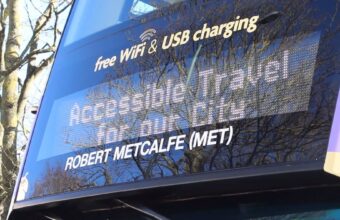 free WiFi & USB charging
Accessible Travel
for our City
ROBERT METCALFE (MET)